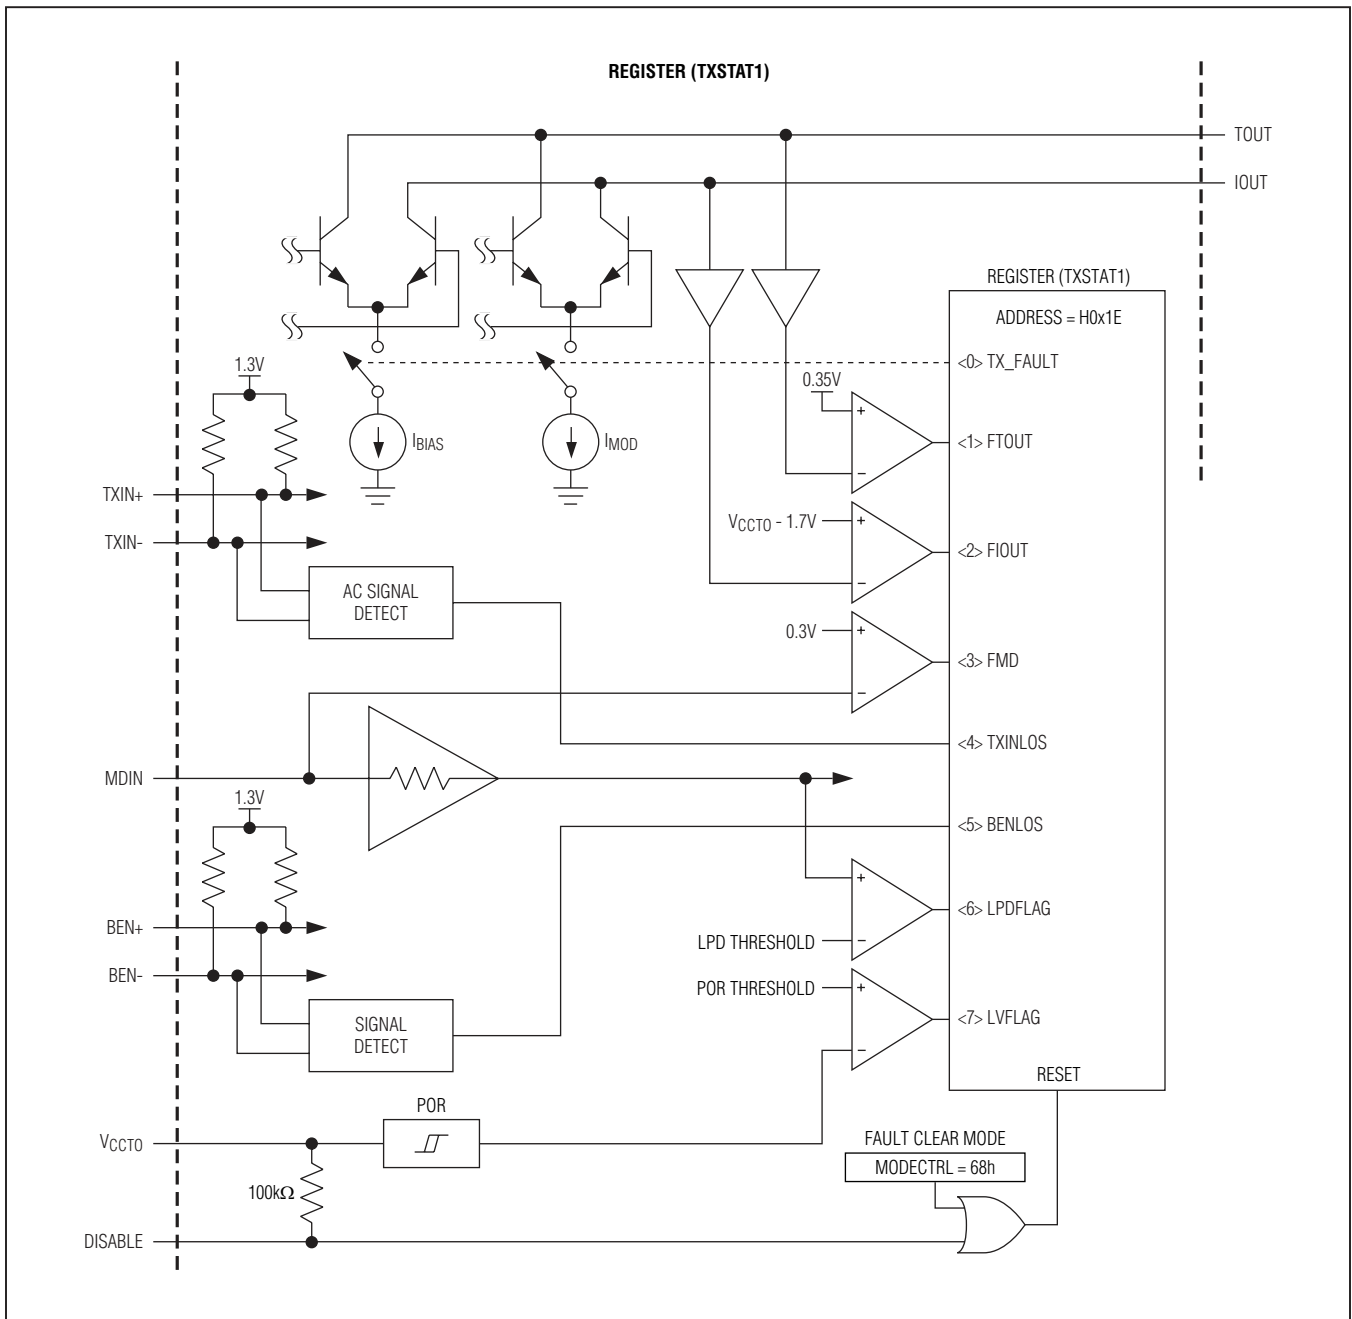 REGISTER (TXSTAT1)
TOUT
IOUT
REGISTER (TXSTAT1)
ADDRESS = H0x1E
<0> TX_FAULT
1.3V
0.35V
+
<1> FTOUT
IBIAS
IMOD
−
TXIN+
VCCTO - 1.7V
+
TXIN-
<2> FIOUT
−
AC SIGNAL
DETECT
0.3V
+
<3> FMD
−
<4> TXINLOS
MDIN
1.3V
<5> BENLOS
+
<6> LPDFLAG
BEN+
LPD THRESHOLD
−
BEN-
POR THRESHOLD
+
<7> LVFLAG
SIGNAL
DETECT
−
RESET
POR
VCCTO
FAULT CLEAR MODE
MODECTRL = 68h
100kΩ
DISABLE